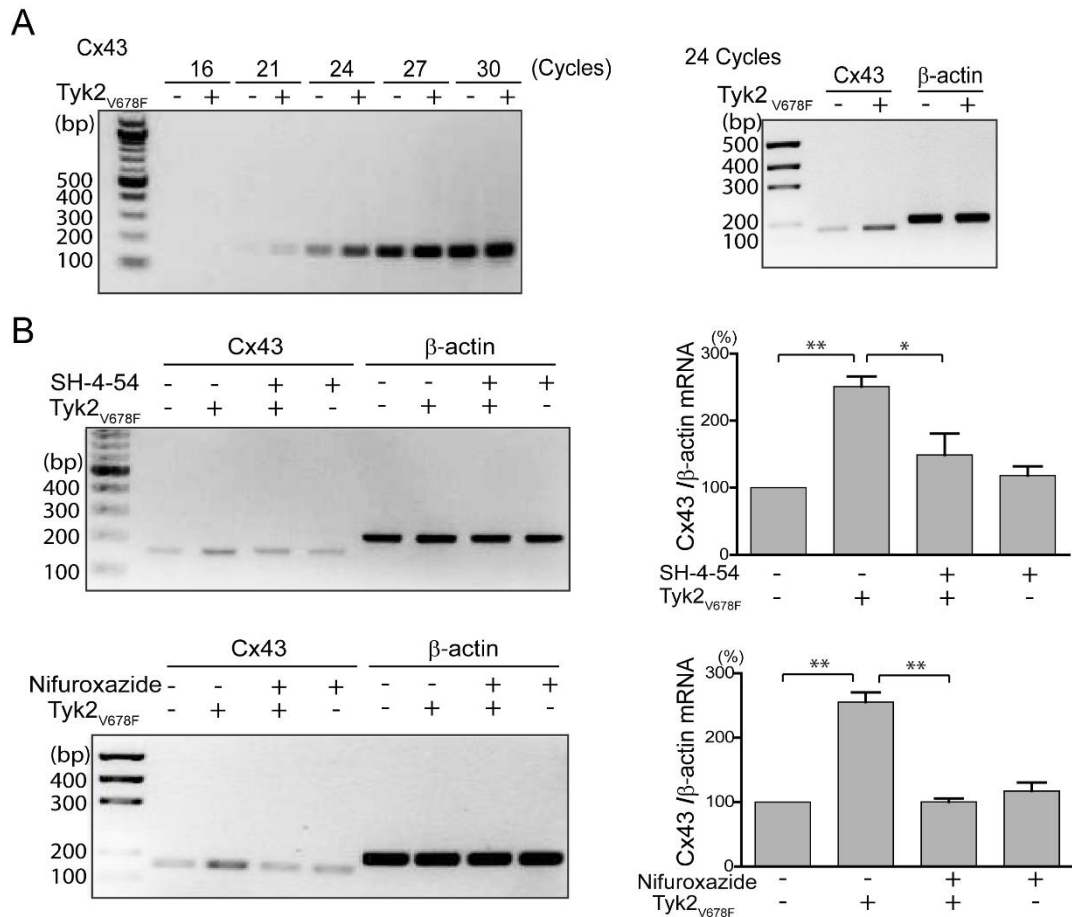 A
Cx43
16 21 24 27 30 (Cycles)
Tyk2V678F - + - + - + - + - +
(bp)
500
400
300
200
100
24 Cycles
Cx43 β-actin
Tyk2V678F - + - +
(bp)
500
400
300
200
100
B
Cx43 β-actin
SH-4-54 - - + + - - + +
Tyk2V678F - + + - - + + -
(bp)
400
300
200
100
(%)
300
200
100
0
Cx43 /β-actin mRNA
** *
SH-4-54 - - + +
Tyk2V678F - + + -
Cx43 β-actin
Nifuroxazide - - + + - - + +
Tyk2V678F - + + - - + + -
(bp)
400
300
200
100
(%)
300
200
100
0
Cx43 /β-actin mRNA
** **
Nifuroxazide - - + +
Tyk2V678F - + + -